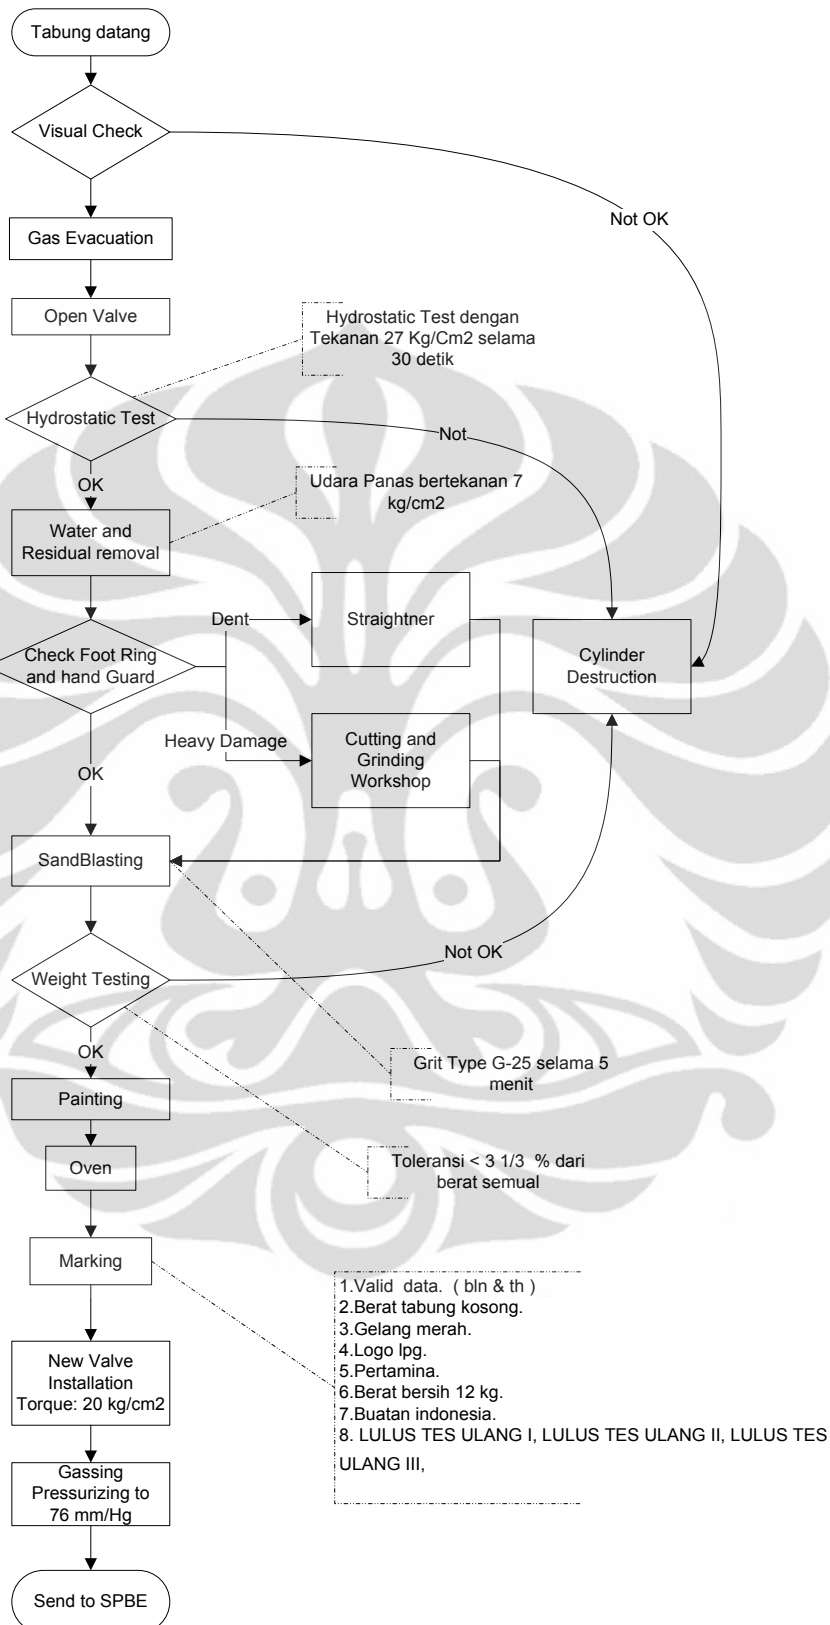 Tabung datang
Visual Check
Not OK
Gas Evacuation
Open Valve
Hydrostatic Test dengan
Tekanan 27 Kg/Cm2 selama
30 detik
Hydrostatic Test
Not
OK
Udara Panas bertekanan 7
kg/cm2
Water and
Residual removal
Dent
Straightner
Check Foot Ring
and hand Guard
Cylinder
Destruction
Heavy Damage
Cutting and
Grinding
Workshop
OK
SandBlasting
Not OK
Weight Testing
OK
Grit Type G-25 selama 5
menit
Painting
Toleransi < 3 1/3 % dari
berat semual
Oven
Marking
1.Valid data. ( bln & th )
2.Berat tabung kosong.
3.Gelang merah.
4.Logo lpg.
5.Pertamina.
6.Berat bersih 12 kg.
7.Buatan indonesia.
8. LULUS TES ULANG I, LULUS TES ULANG II, LULUS TES
ULANG III,
New Valve
Installation
Torque: 20 kg/cm2
Gassing
Pressurizing to
76 mm/Hg
Send to SPBE